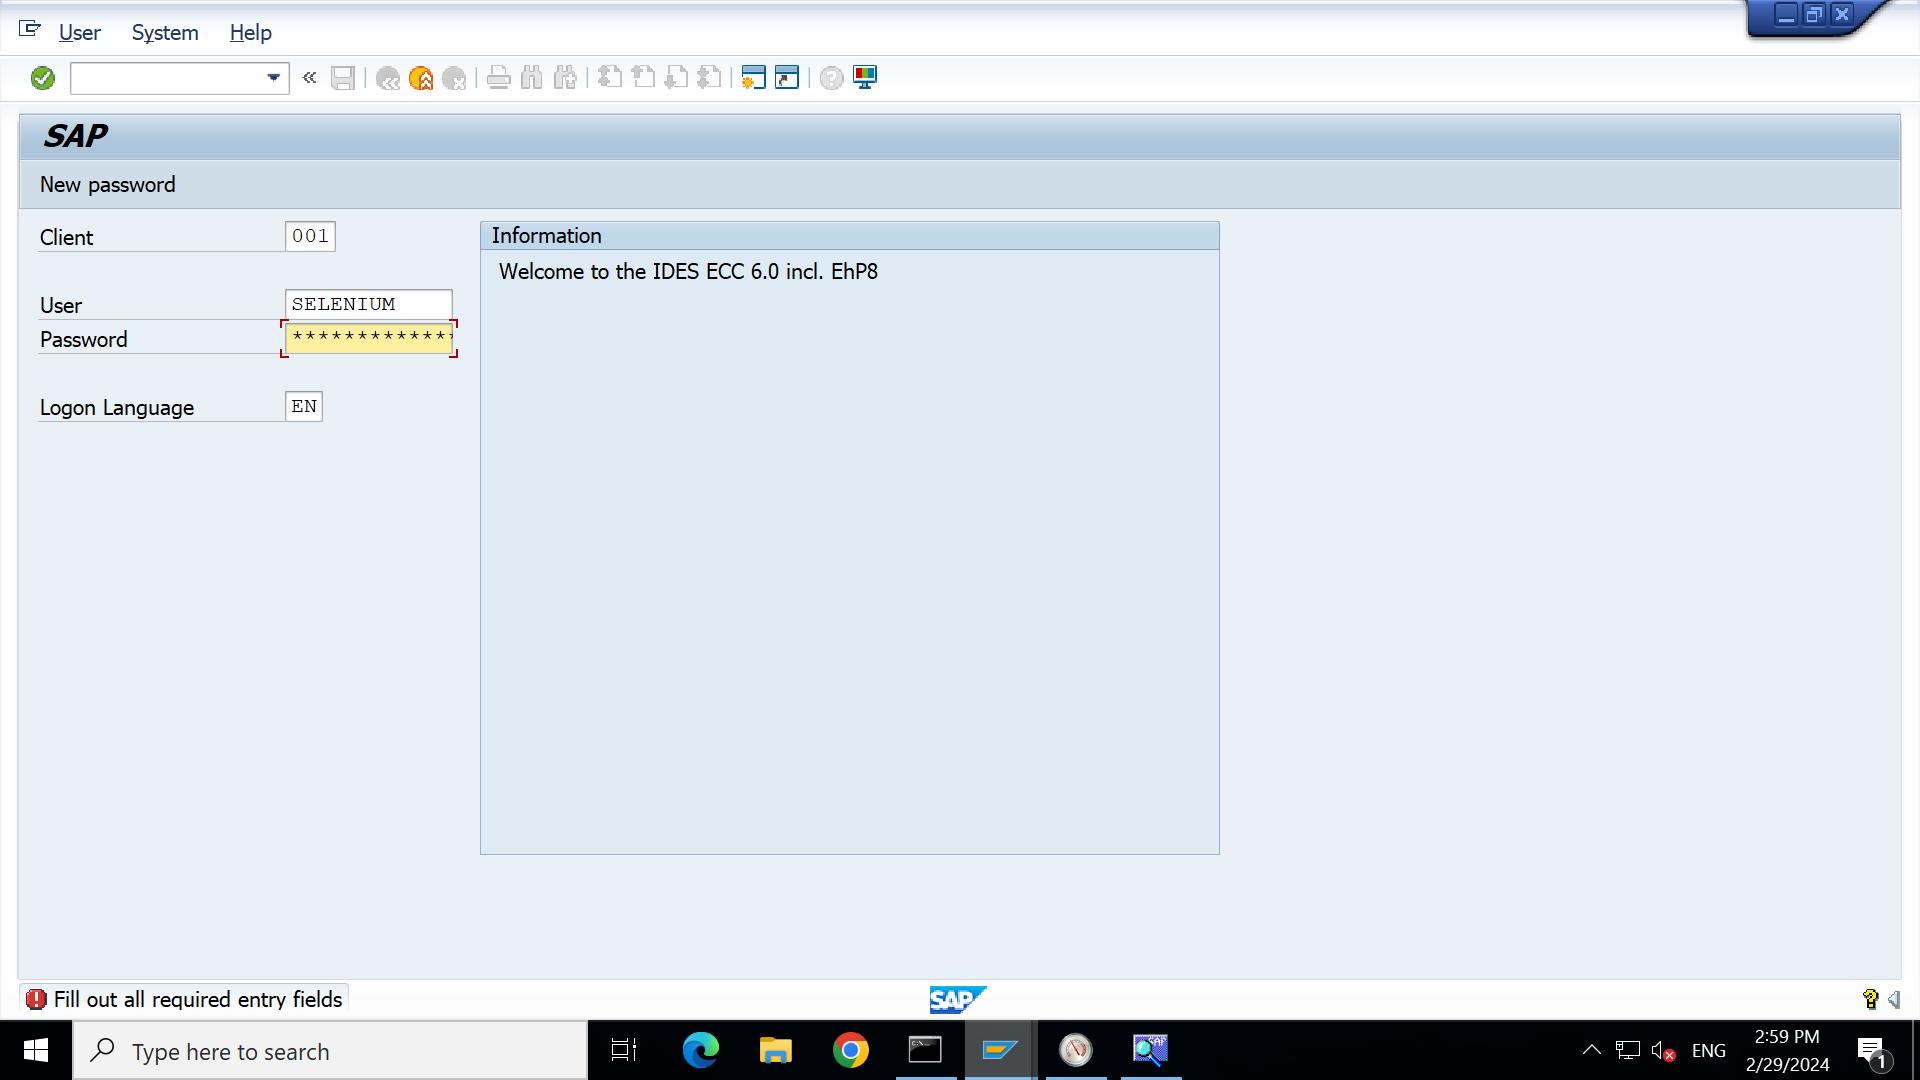 User System Help
SAP
New password
Client 001
Information
Welcome to the IDES ECC 6.0 incl. EhP8
User SELENIUM
Password *************
Logon Language EN
Fill out all required entry fields
SAP
Type here to search
ENG
2:59 PM
2/29/2024
1